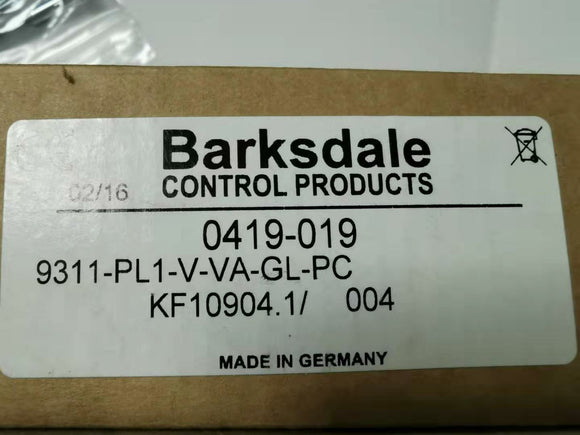 Barksdale
02/16 CONTROL PRODUCTS
0419-019
9311-PL1-V-VA-GL-PC
KF10904.1/ 004
MADE IN GERMANY